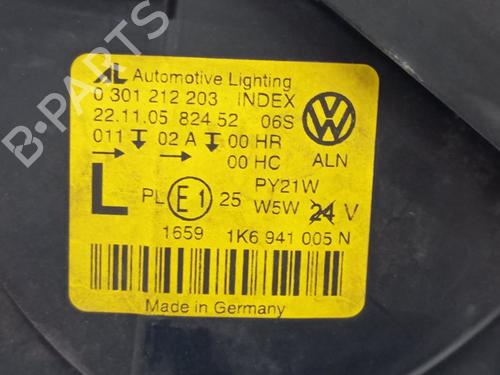 B-PARTS
AL Automotive Lighting
0 301 212 203 INDEX
22.11.05 824 52 06S
011 02 A 00 HR
00 HC ALN
L PL E1 25 PY21W
W5W 24 V
1659 1K6 941 005 N
Made in Germany